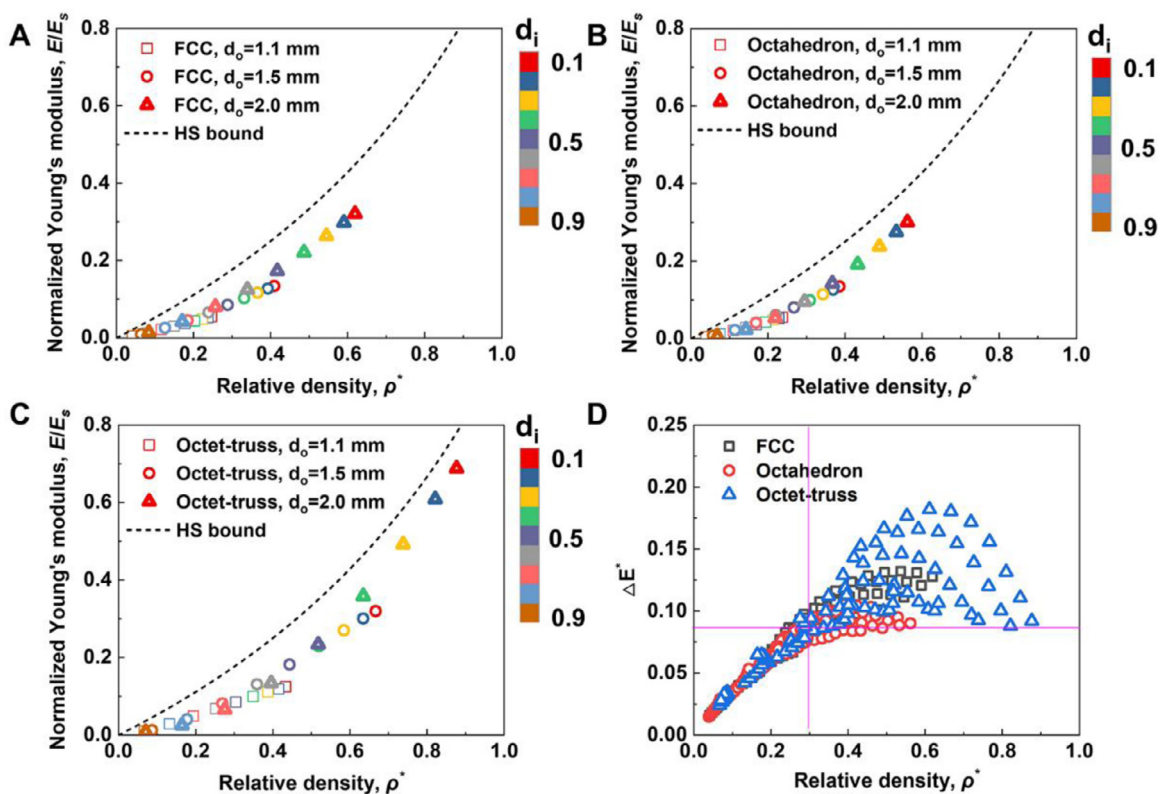 A
Normalized Young's modulus, E/Eₛ
0.8
0.6
0.4
0.2
0.0
FCC, dₒ=1.1 mm
FCC, dₒ=1.5 mm
FCC, dₒ=2.0 mm
HS bound
0.0 0.2 0.4 0.6 0.8 1.0
Relative density, ρ*
dᵢ
0.1
0.5
0.9
B
Normalized Young's modulus, E/Eₛ
0.8
0.6
0.4
0.2
0.0
Octahedron, dₒ=1.1 mm
Octahedron, dₒ=1.5 mm
Octahedron, dₒ=2.0 mm
HS bound
0.0 0.2 0.4 0.6 0.8 1.0
Relative density, ρ*
dᵢ
0.1
0.5
0.9
C
Normalized Young's modulus, E/Eₛ
0.8
0.6
0.4
0.2
0.0
Octet-truss, dₒ=1.1 mm
Octet-truss, dₒ=1.5 mm
Octet-truss, dₒ=2.0 mm
HS bound
0.0 0.2 0.4 0.6 0.8 1.0
Relative density, ρ*
dᵢ
0.1
0.5
0.9
D
△E*
0.25
0.20
0.15
0.10
0.05
0.00
FCC
Octahedron
Octet-truss
0.0 0.2 0.4 0.6 0.8 1.0
Relative density, ρ*